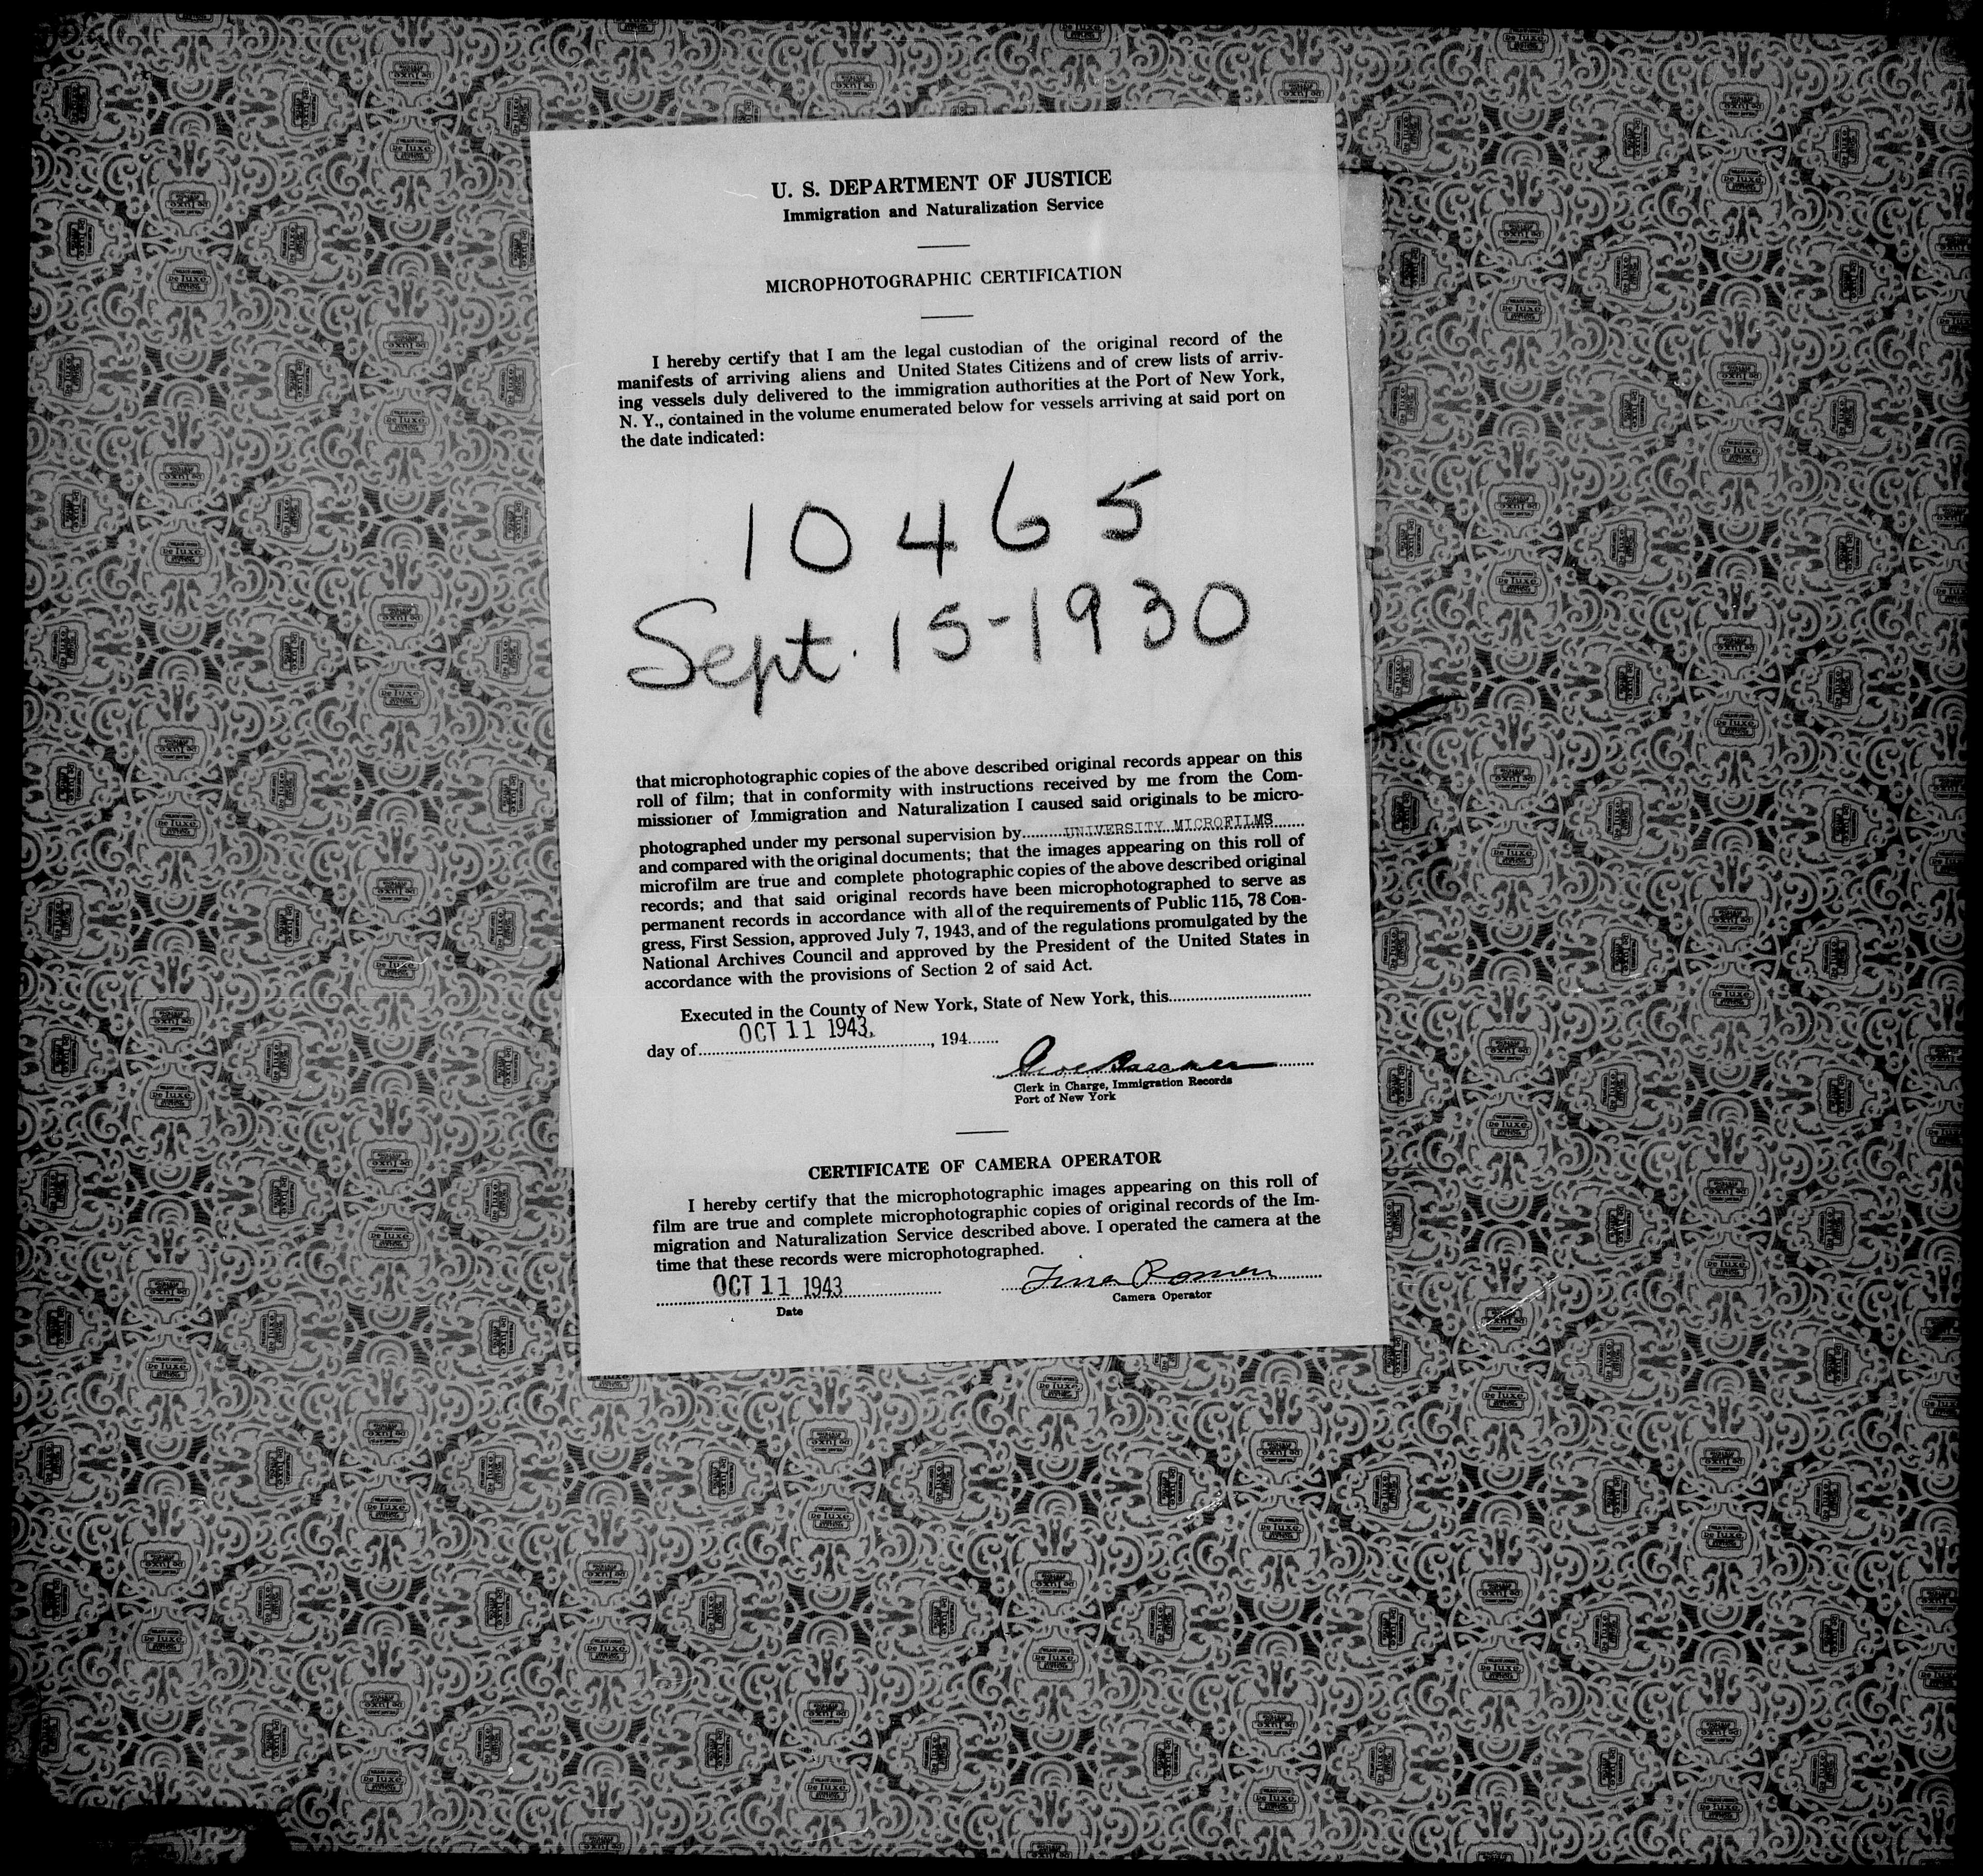 U. S. DEPARTMENT OF JUSTICE
Immigration and Naturalization Service
MICROPHOTOGRAPHIC CERTIFICATION
I hereby certify that I am the legal custodian of the original record of the
manifests of arriving aliens and United States Citizens and of crew lists of arriv-
ing vessels duly delivered to the immigration authorities at the Port of New York,
N. Y., contained in the volume enumerated below for vessels arriving at said port on
the date indicated:
10465
Sept. 15-1930
that microphotographic copies of the above described original records appear on this
roll of film; that in conformity with instructions received by me from the Com-
missioner of Immigration and Naturalization I caused said originals to be micro-
photographed under my personal supervision by UNIVERSITY MICROFILMS
and compared with the original documents; that the images appearing on this roll of
microfilm are true and complete photographic copies of the above described original
records; and that said original records have been microphotographed to serve as
permanent records in accordance with all of the requirements of Public 115, 78 Con-
gress, First Session, approved July 7, 1943, and of the regulations promulgated by the
National Archives Council and approved by the President of the United States in
accordance with the provisions of Section 2 of said Act.
Executed in the County of New York, State of New York, this
day of OCT 11 1943, 194
Clerk in Charge, Immigration Records
Port of New York
CERTIFICATE OF CAMERA OPERATOR
I hereby certify that the microphotographic images appearing on this roll of
film are true and complete microphotographic copies of original records of the Im-
migration and Naturalization Service described above. I operated the camera at the
time that these records were microphotographed.
OCT 11 1943
Date
Camera Operator
De Luxe